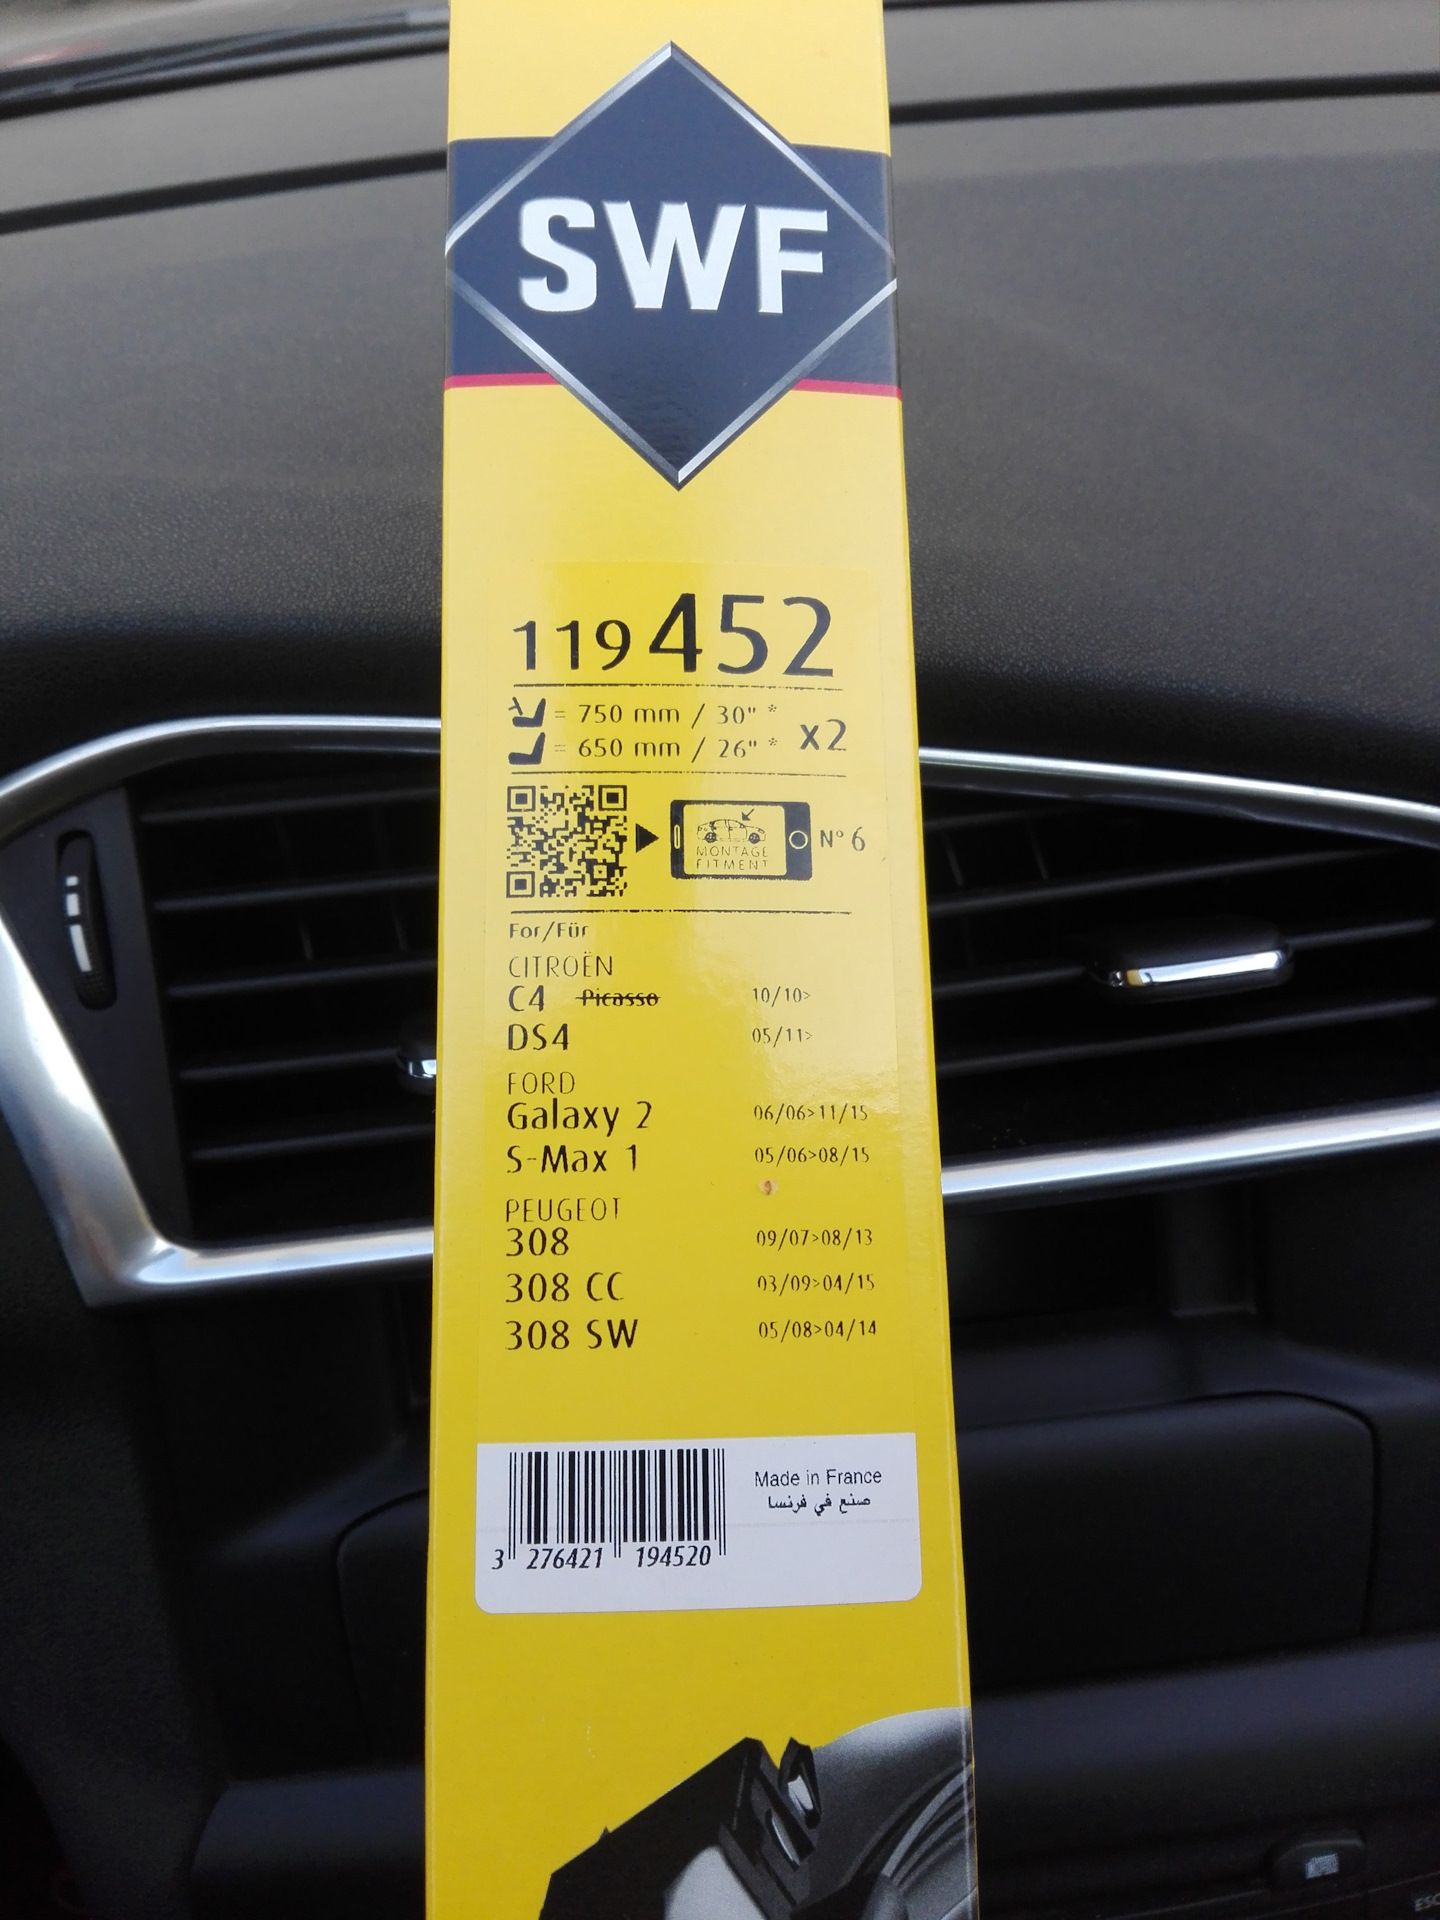 SWF
119 452
= 750 mm / 30" *
= 650 mm / 26" *
x2
MONTAGE
FITMENT
N° 6
For/Für
CITROËN
C4 Picasso 10/10>
DS4 05/11>
FORD
Galaxy 2 06/06>11/15
S-Max 1 05/06>08/15
PEUGEOT
308 09/07>08/13
308 CC 03/09>04/15
308 SW 05/08>04/14
Made in France
صنع في فرنسا
3 276421 194520
ESC